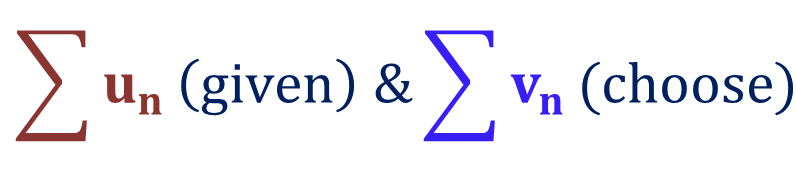 ∑ uₙ (given) & ∑ vₙ (choose)